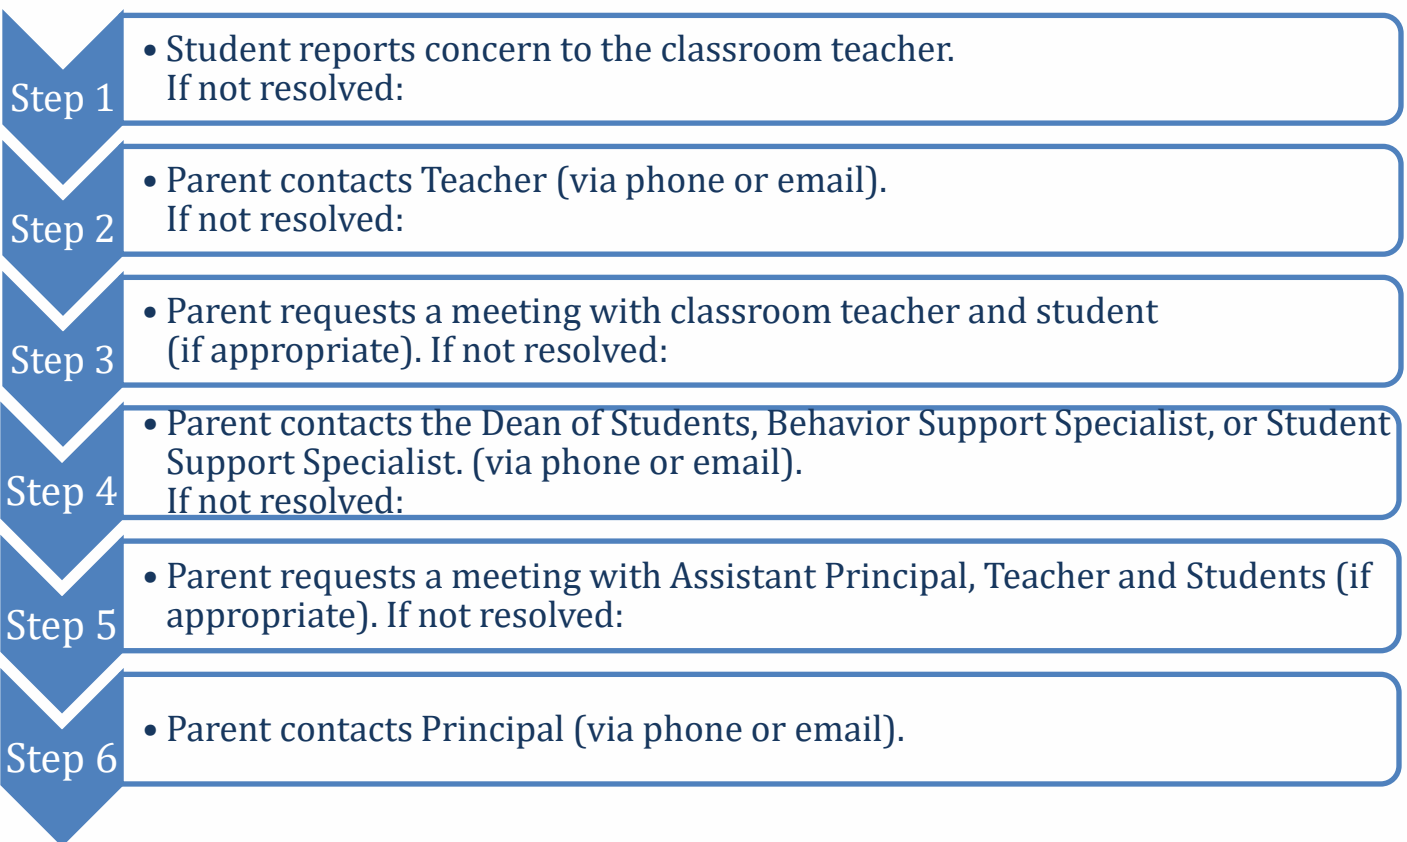 Step 1
• Student reports concern to the classroom teacher.
If not resolved:
Step 2
• Parent contacts Teacher (via phone or email).
If not resolved:
Step 3
• Parent requests a meeting with classroom teacher and student
(if appropriate). If not resolved:
Step 4
• Parent contacts the Dean of Students, Behavior Support Specialist, or Student
Support Specialist. (via phone or email).
If not resolved:
Step 5
• Parent requests a meeting with Assistant Principal, Teacher and Students (if
appropriate). If not resolved:
Step 6
• Parent contacts Principal (via phone or email).